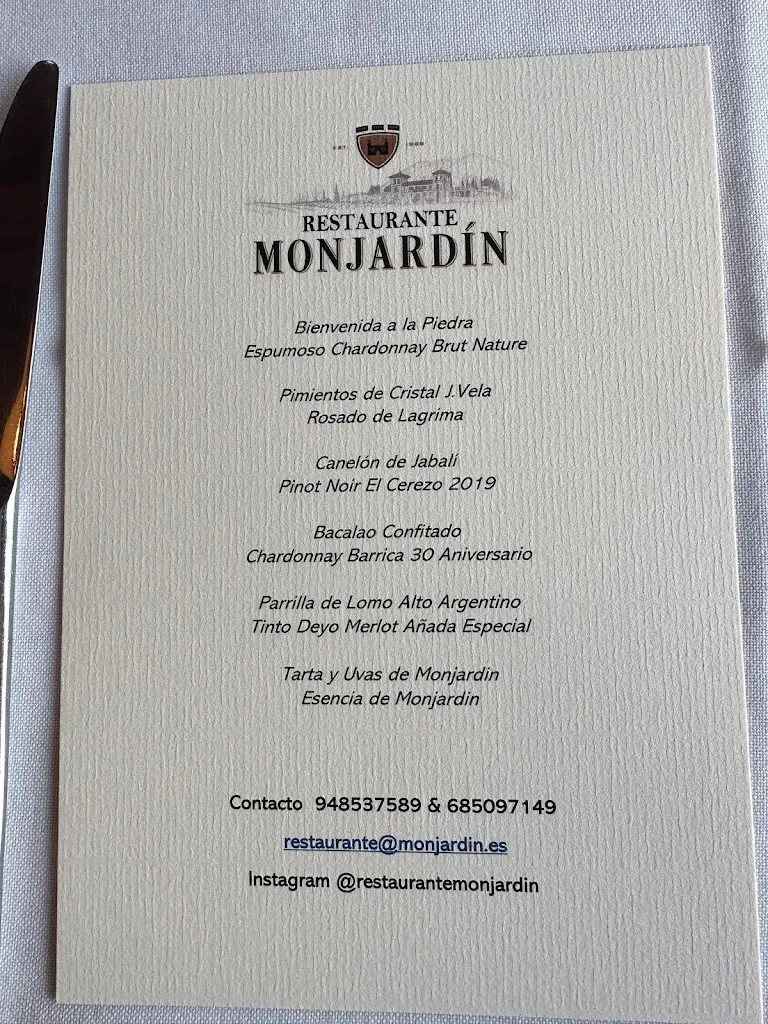 EST. 1988
RESTAURANTE
MONJARDÍN
Bienvenida a la Piedra
Espumoso Chardonnay Brut Nature
Pimientos de Cristal J.Vela
Rosado de Lagrima
Canelón de Jabalí
Pinot Noir El Cerezo 2019
Bacalao Confitado
Chardonnay Barrica 30 Aniversario
Parrilla de Lomo Alto Argentino
Tinto Deyo Merlot Añada Especial
Tarta y Uvas de Monjardin
Esencia de Monjardin
Contacto 948537589 & 685097149
restaurante@monjardin.es
Instagram @restaurantemonjardin